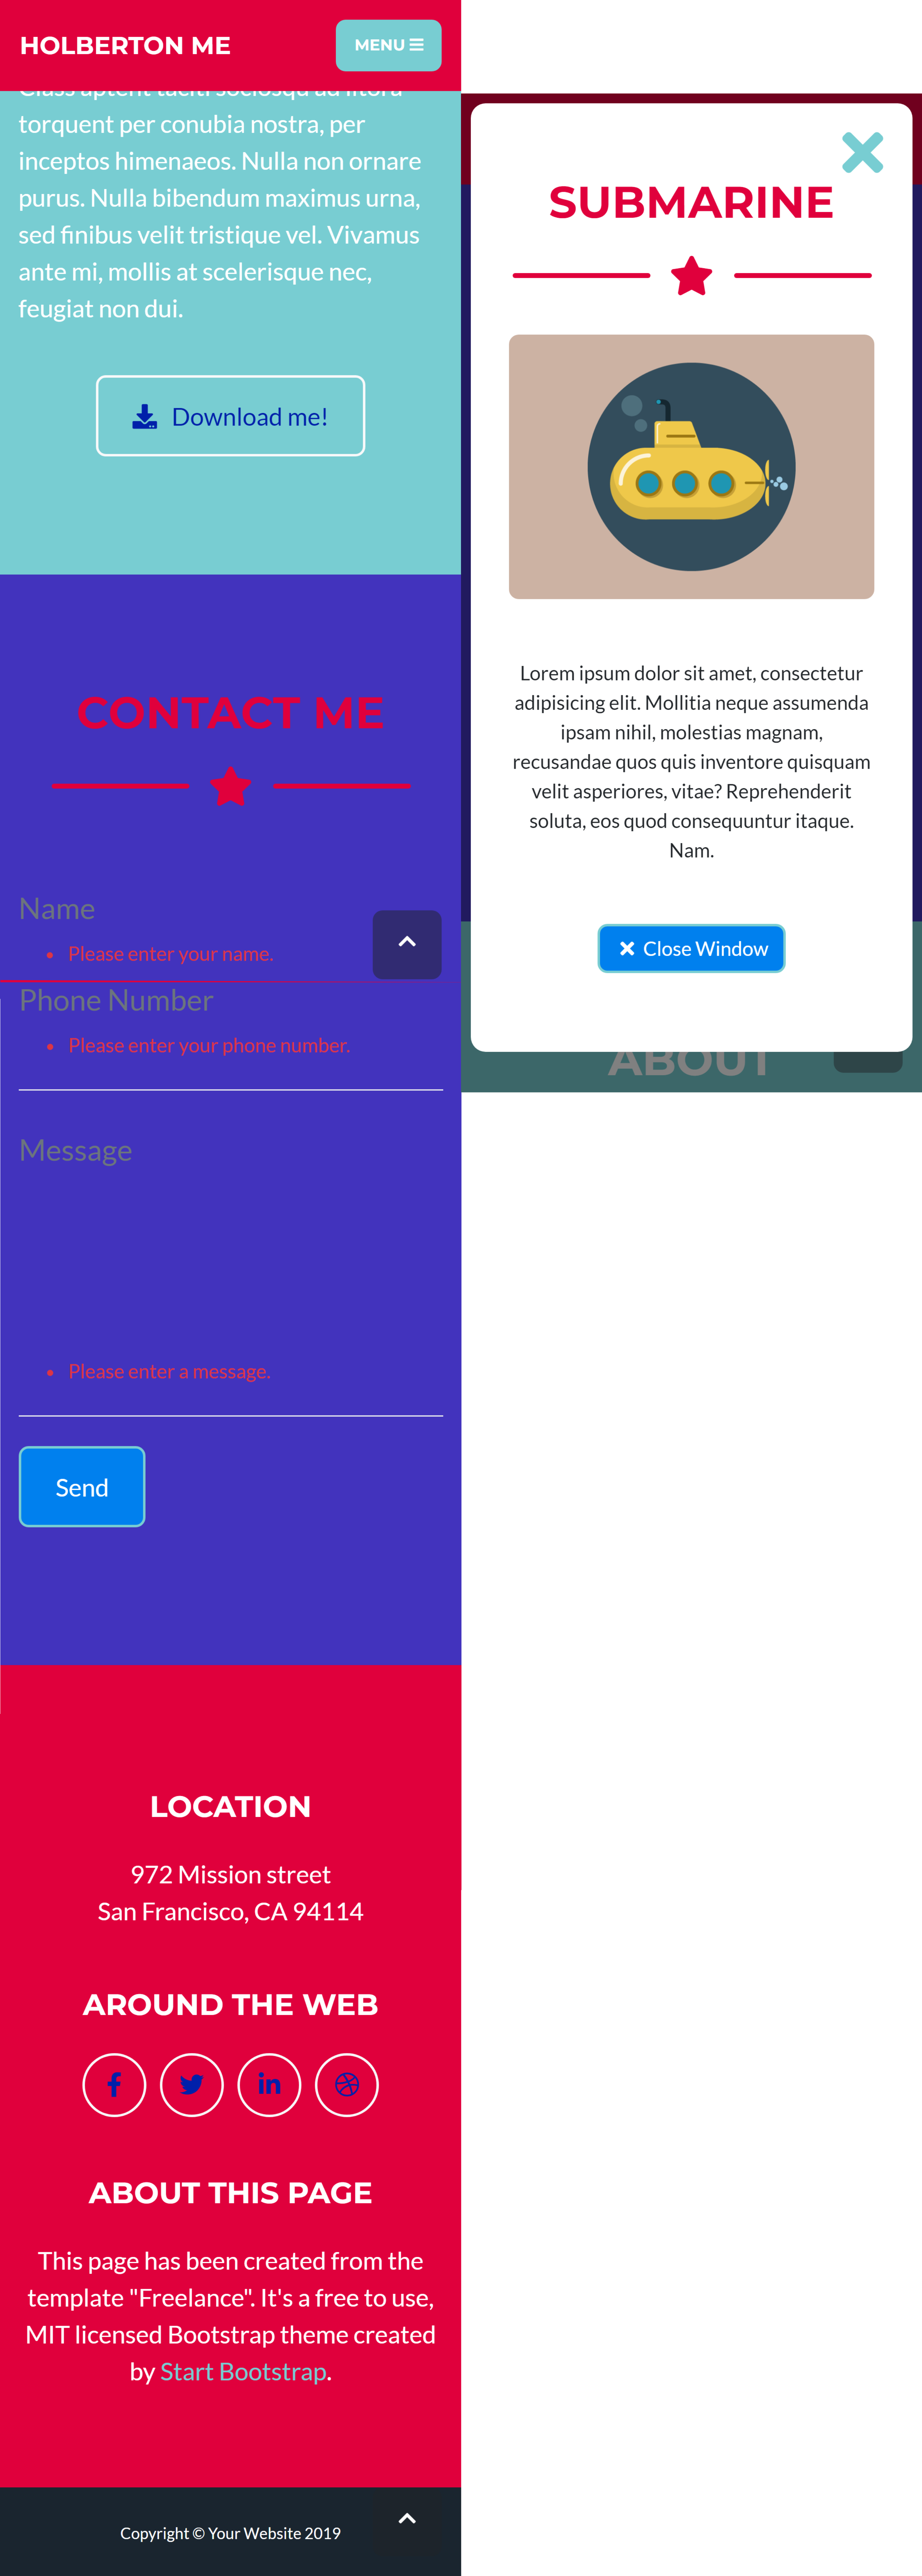 HOLBERTON ME
MENU
Class aptent taciti sociosqu ad litora
torquent per conubia nostra, per
inceptos himenaeos. Nulla non ornare
purus. Nulla bibendum maximus urna,
sed finibus velit tristique vel. Vivamus
ante mi, mollis at scelerisque nec,
feugiat non dui.
Download me!
CONTACT ME
Name
Please enter your name.
Phone Number
Please enter your phone number.
Message
Please enter a message.
Send
LOCATION
972 Mission street
San Francisco, CA 94114
AROUND THE WEB
ABOUT THIS PAGE
This page has been created from the
template "Freelance". It's a free to use,
MIT licensed Bootstrap theme created
by Start Bootstrap.
Copyright © Your Website 2019
SUBMARINE
Lorem ipsum dolor sit amet, consectetur
adipisicing elit. Mollitia neque assumenda
ipsam nihil, molestias magnam,
recusandae quos quis inventore quisquam
velit asperiores, vitae? Reprehenderit
soluta, eos quod consequuntur itaque.
Nam.
Close Window
ABOUT